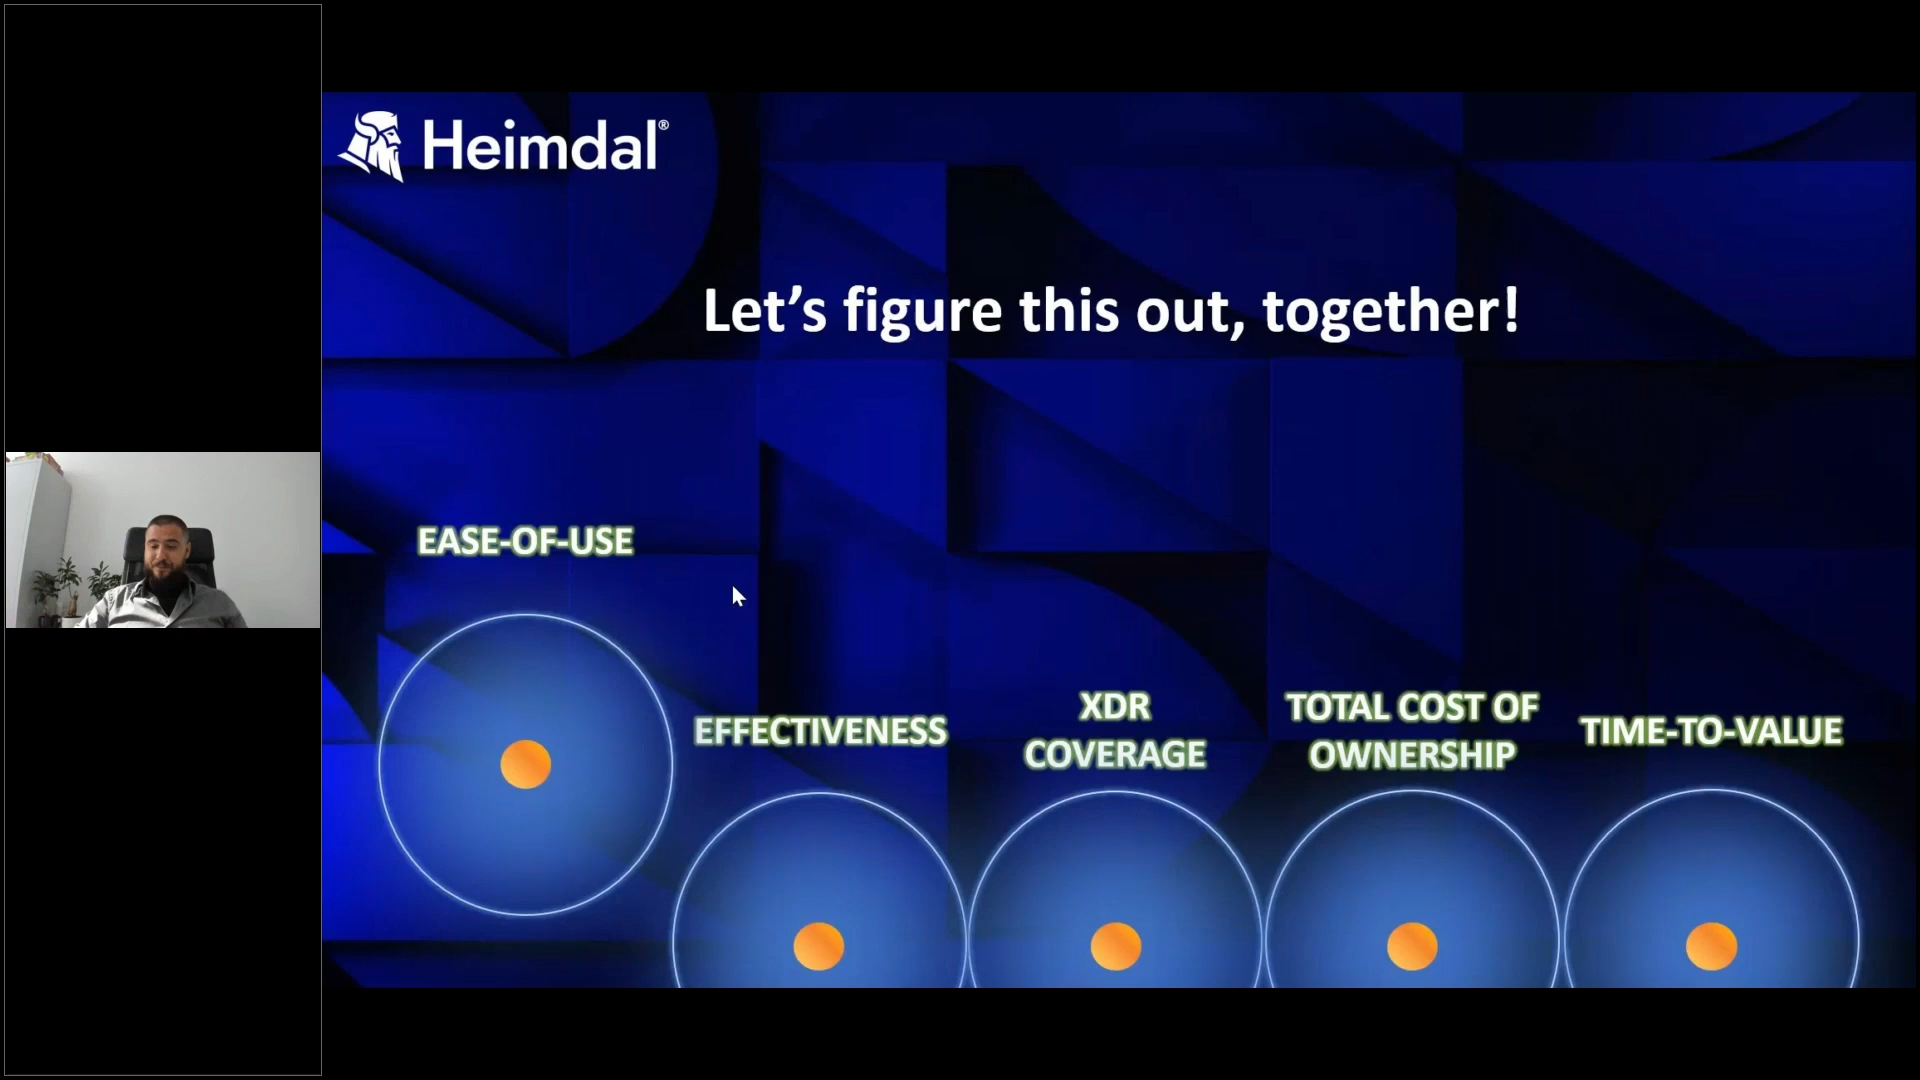 Heimdal®
Let's figure this out, together!
EASE-OF-USE
EFFECTIVENESS
XDR
COVERAGE
TOTAL COST OF
OWNERSHIP
TIME-TO-VALUE